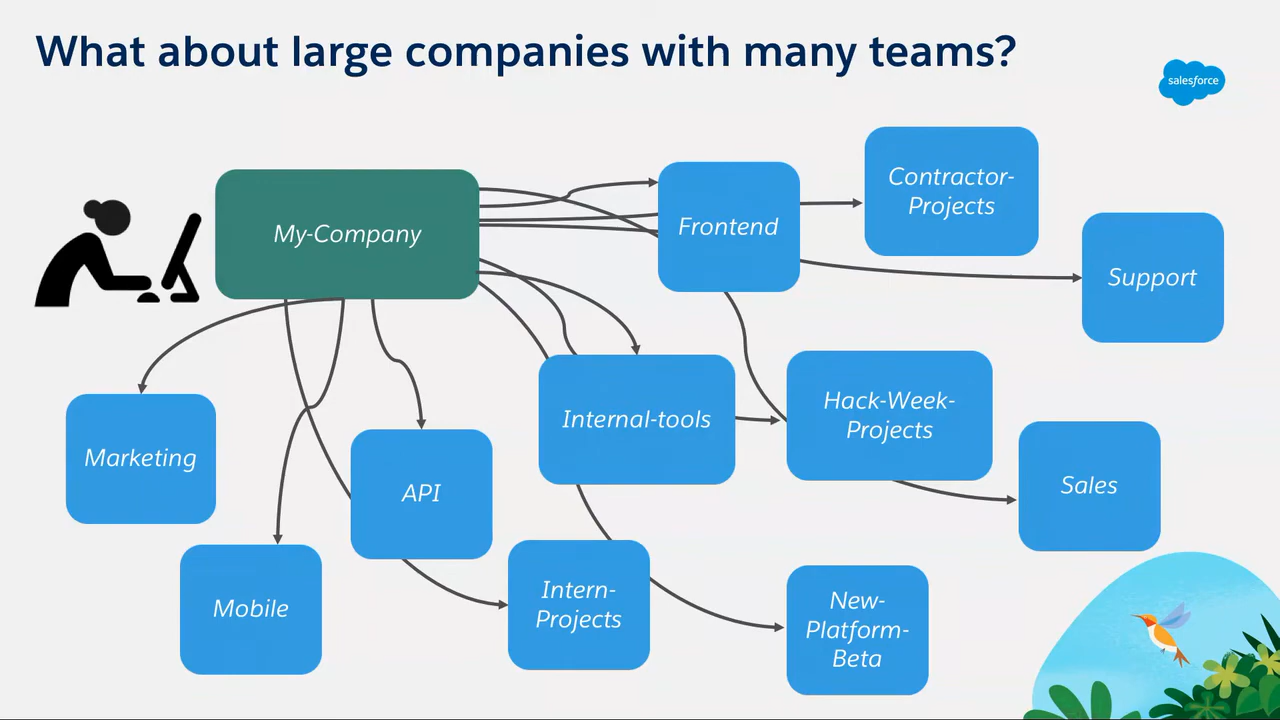 What about large companies with many teams?
salesforce
Contractor-
Projects
My-Company
Frontend
Support
Hack-Week-
Projects
Internal-tools
Marketing
Sales
API
Intern-
Projects
Mobile
New-
Platform-
Beta